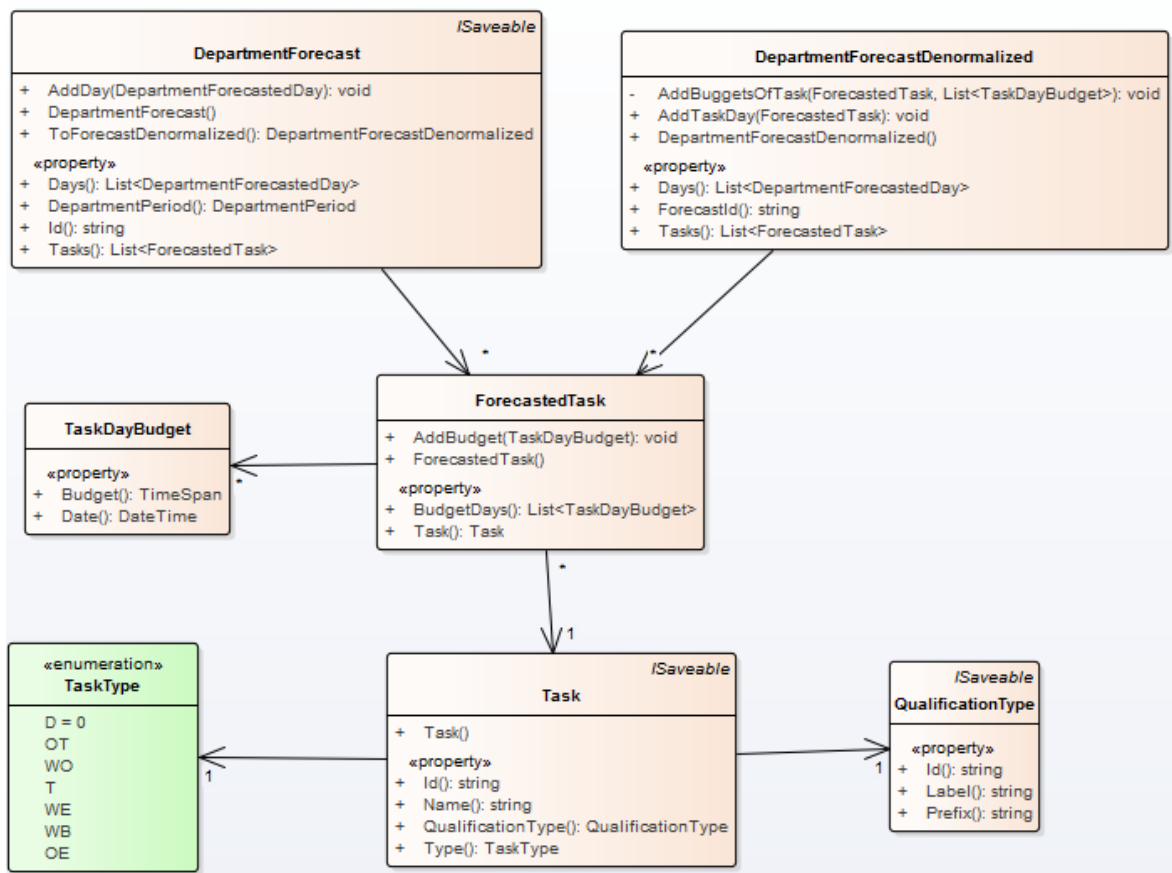 ISaveable
DepartmentForecast
+ AddDay(DepartmentForecastedDay): void
+ DepartmentForecast()
+ ToForecastDenormalized(): DepartmentForecastDenormalized
«property»
+ Days(): List<DepartmentForecastedDay>
+ DepartmentPeriod(): DepartmentPeriod
+ Id(): string
+ Tasks(): List<ForecastedTask>
DepartmentForecastDenormalized
- AddBuggetsOfTask(ForecastedTask, List<TaskDayBudget>): void
+ AddTaskDay(ForecastedTask): void
+ DepartmentForecastDenormalized()
«property»
+ Days(): List<DepartmentForecastedDay>
+ ForecastId(): string
+ Tasks(): List<ForecastedTask>
*
*
TaskDayBudget
«property»
+ Budget(): TimeSpan
+ Date(): DateTime
*
ForecastedTask
+ AddBudget(TaskDayBudget): void
+ ForecastedTask()
«property»
+ BudgetDays(): List<TaskDayBudget>
+ Task(): Task
*
1
«enumeration»
TaskType
D = 0
OT
WO
T
WE
WB
OE
1
ISaveable
Task
+ Task()
«property»
+ Id(): string
+ Name(): string
+ QualificationType(): QualificationType
+ Type(): TaskType
1
ISaveable
QualificationType
«property»
+ Id(): string
+ Label(): string
+ Prefix(): string